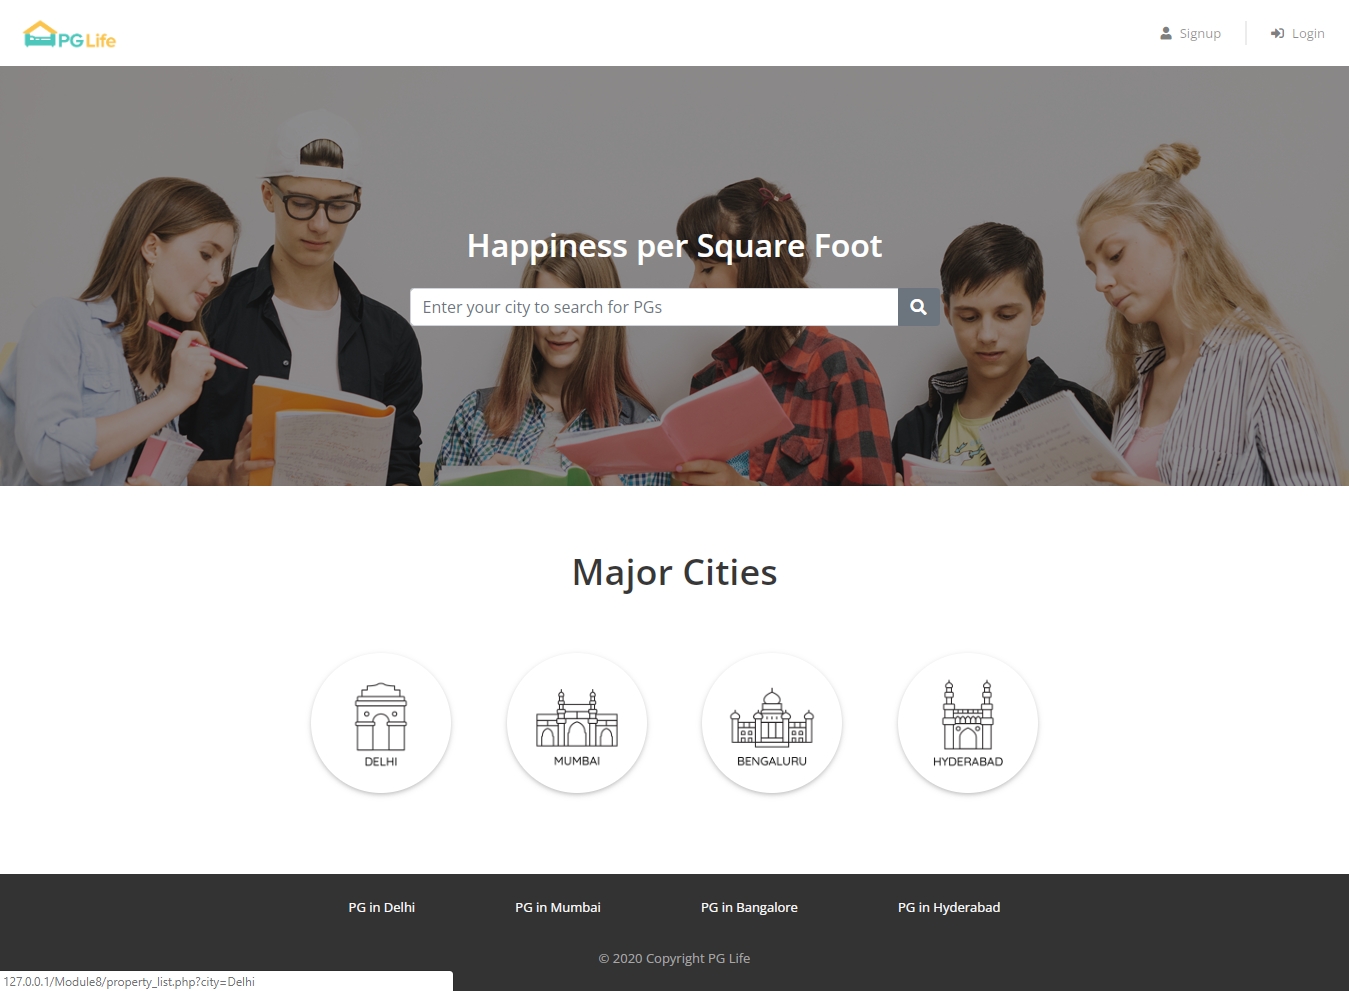 PG Life
Signup
Login
Happiness per Square Foot
Enter your city to search for PGs
Major Cities
DELHI
MUMBAI
BENGALURU
HYDERABAD
PG in Delhi
PG in Mumbai
PG in Bangalore
PG in Hyderabad
© 2020 Copyright PG Life
127.0.0.1/Module8/property_list.php?city=Delhi